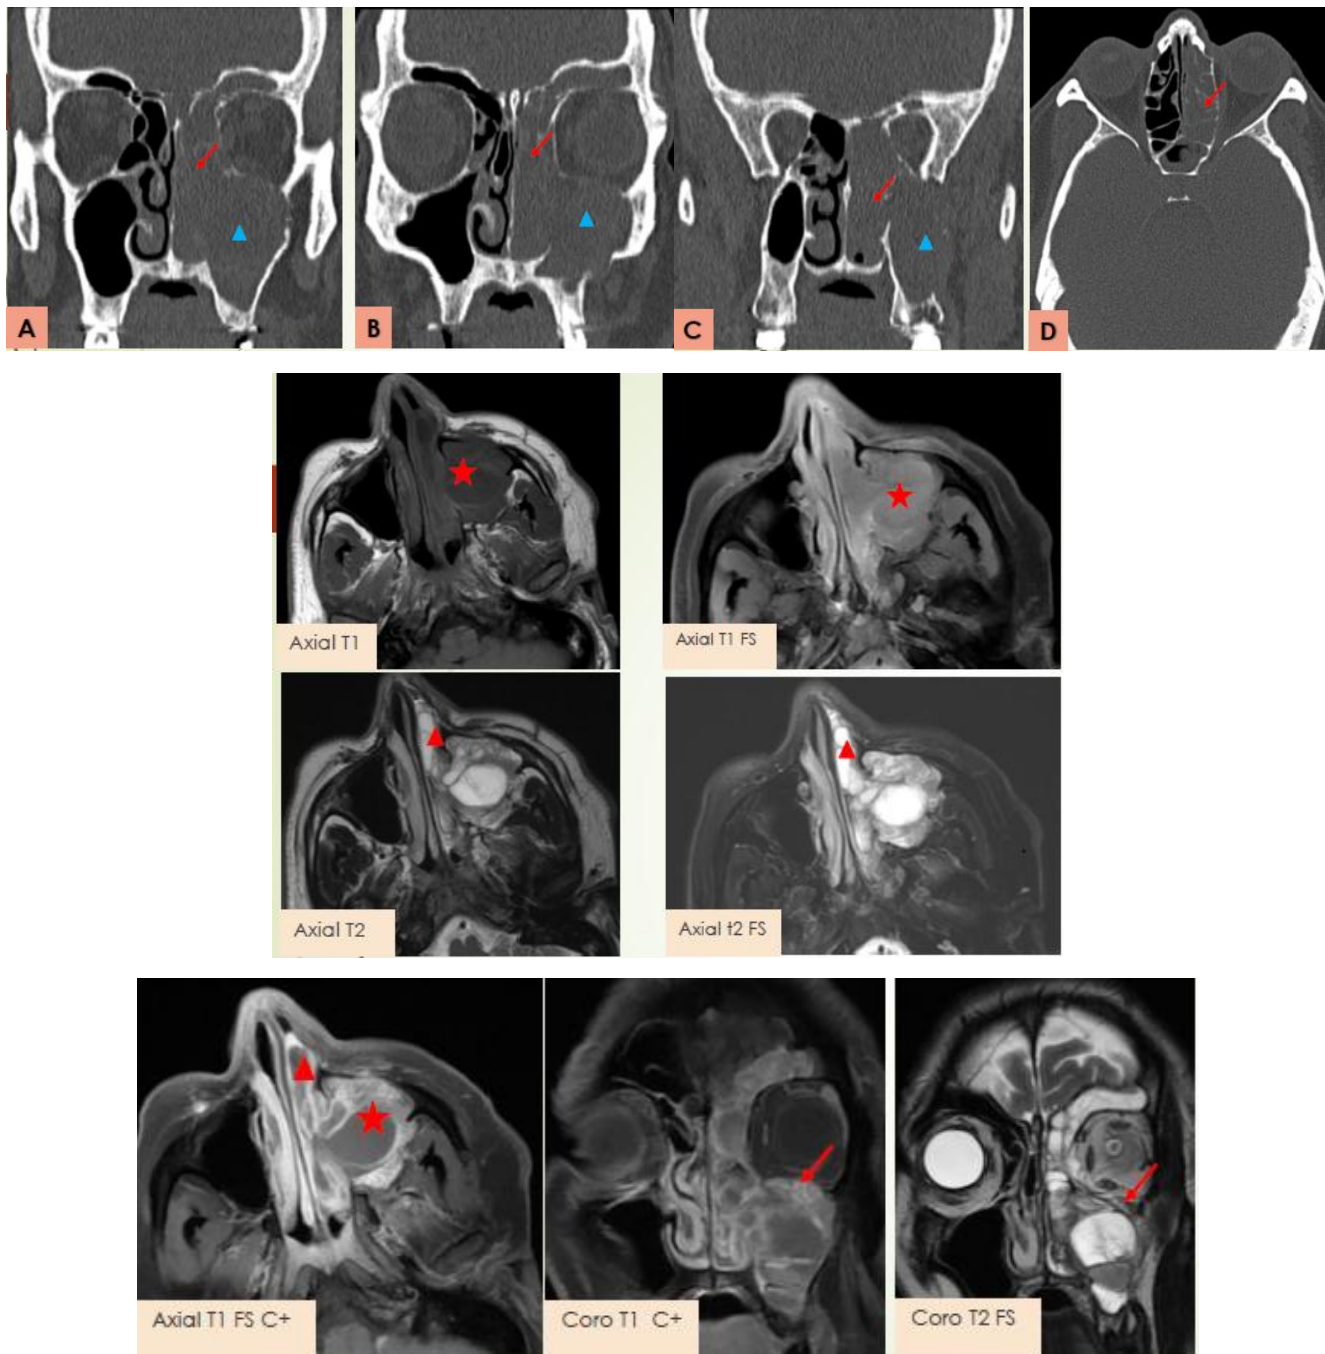 A
B
C
D
Axial T1
Axial T1 FS
Axial T2
Axial t2 FS
Axial T1 FS C+
Coro T1 C+
Coro T2 FS